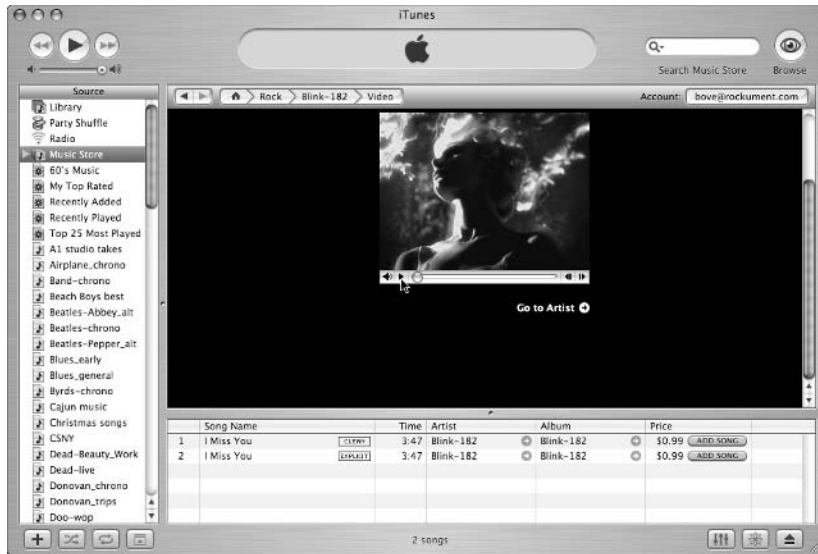 iTunes
Search Music Store
Browse
Source
Rock
Blink-182
Video
Account:
bove@rockument.com
Library
Party Shuffle
Radio
Music Store
60's Music
My Top Rated
Recently Added
Recently Played
Top 25 Most Played
A1 studio takes
Airplane_chrono
Band-chrono
Beach Boys best
Beatles-Abbey_alt
Beatles-chrono
Beatles-Pepper_alt
Blues_early
Blues_general
Byrds-chrono
Cajun music
Christmas songs
CSNY
Dead-Beauty_Work
Dead-live
Donovan_chrono
Donovan_trips
Doo-wop
Go to Artist
Song Name Time Artist Album Price
1 I Miss You CLEAN 3:47 Blink-182 Blink-182 $0.99 ADD SONG
2 I Miss You EXPLICIT 3:47 Blink-182 Blink-182 $0.99 ADD SONG
2 songs